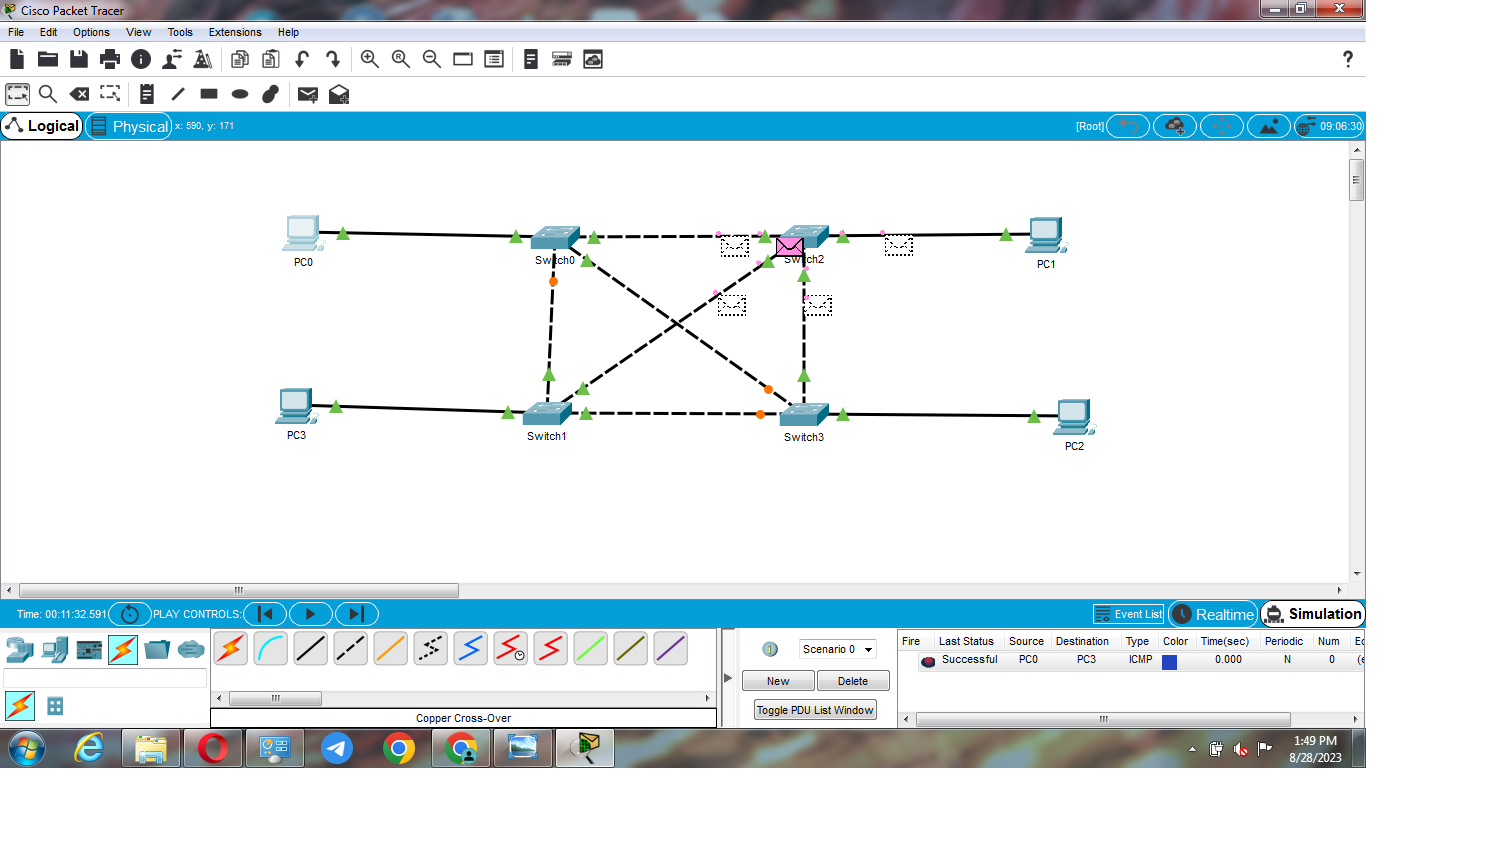 Cisco Packet Tracer
File Edit Options View Tools Extensions Help
Logical Physical x: 590, y: 171 [Root] 09:06:30
PC0
Switch0
Switch2
PC1
PC3
Switch1
Switch3
PC2
Time: 00:11:32.591 PLAY CONTROLS: Event List Realtime Simulation
Scenario 0
New Delete
Toggle PDU List Window
Fire Last Status Source Destination Type Color Time(sec) Periodic Num
Successful PC0 PC3 ICMP 0.000 N 0
Copper Cross-Over
1:49 PM
8/28/2023